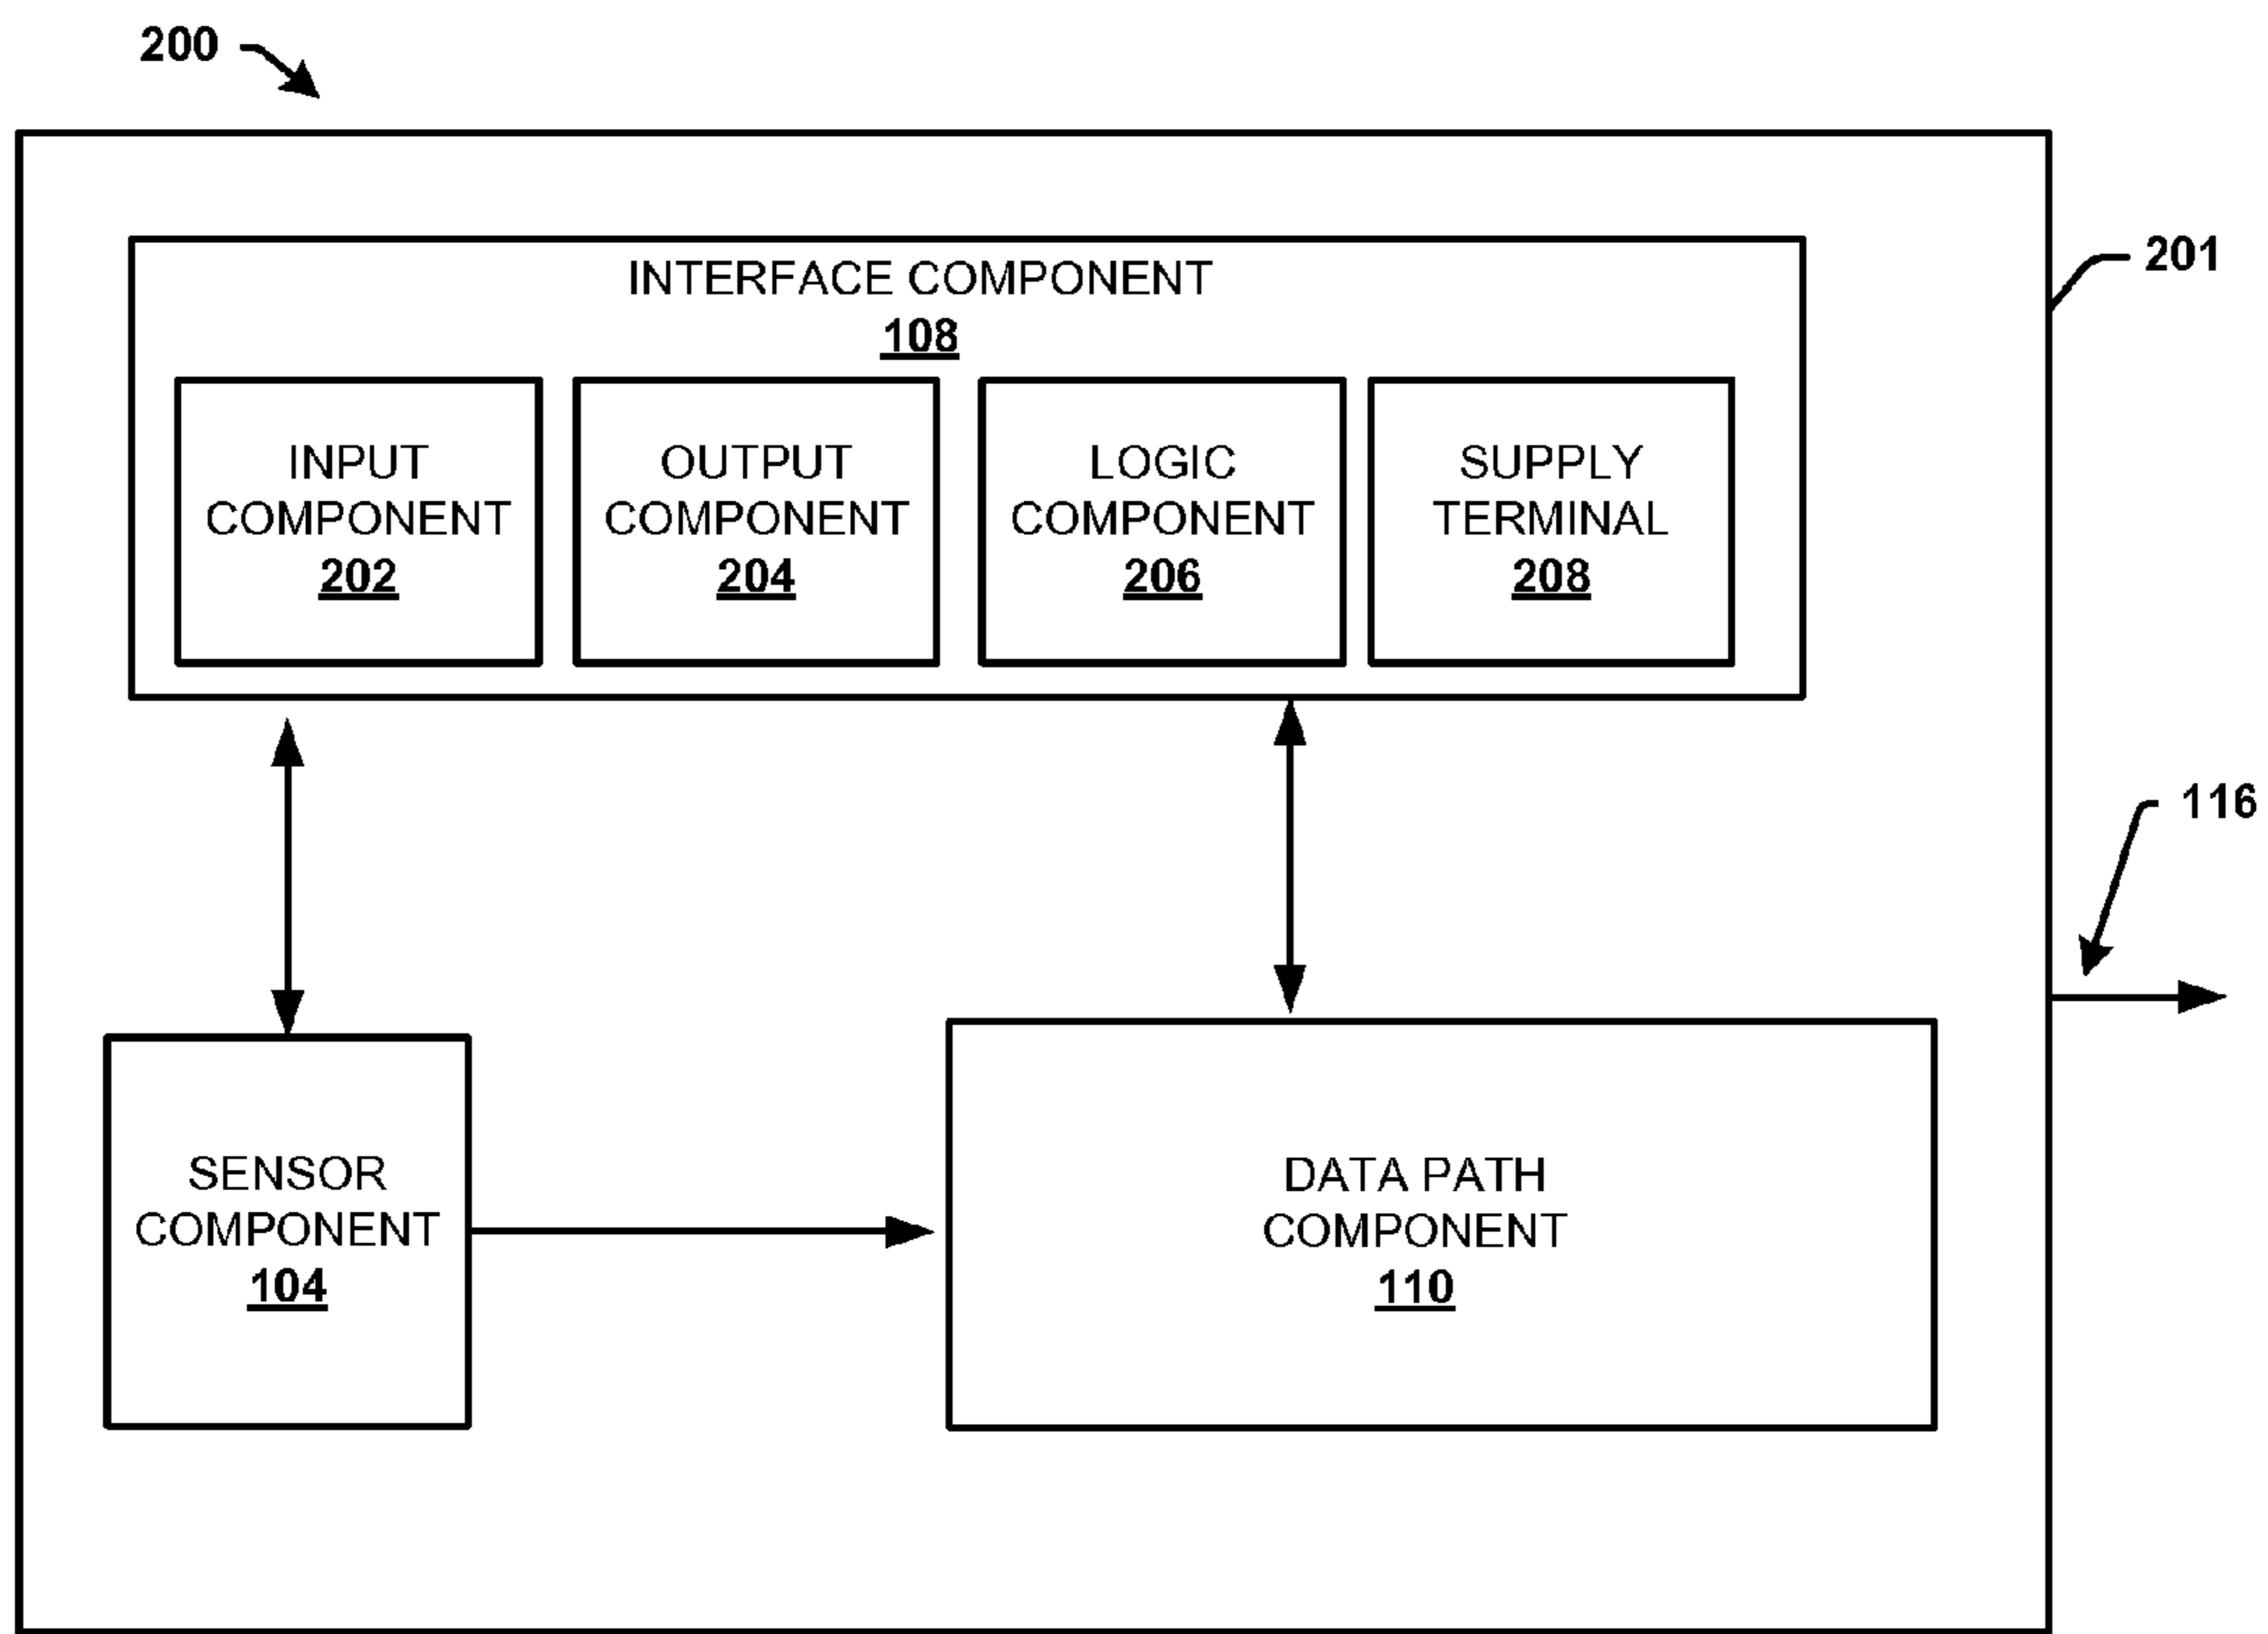 200
201
INTERFACE COMPONENT
108
INPUT
COMPONENT
202
OUTPUT
COMPONENT
204
LOGIC
COMPONENT
206
SUPPLY
TERMINAL
208
116
SENSOR
COMPONENT
104
DATA PATH
COMPONENT
110